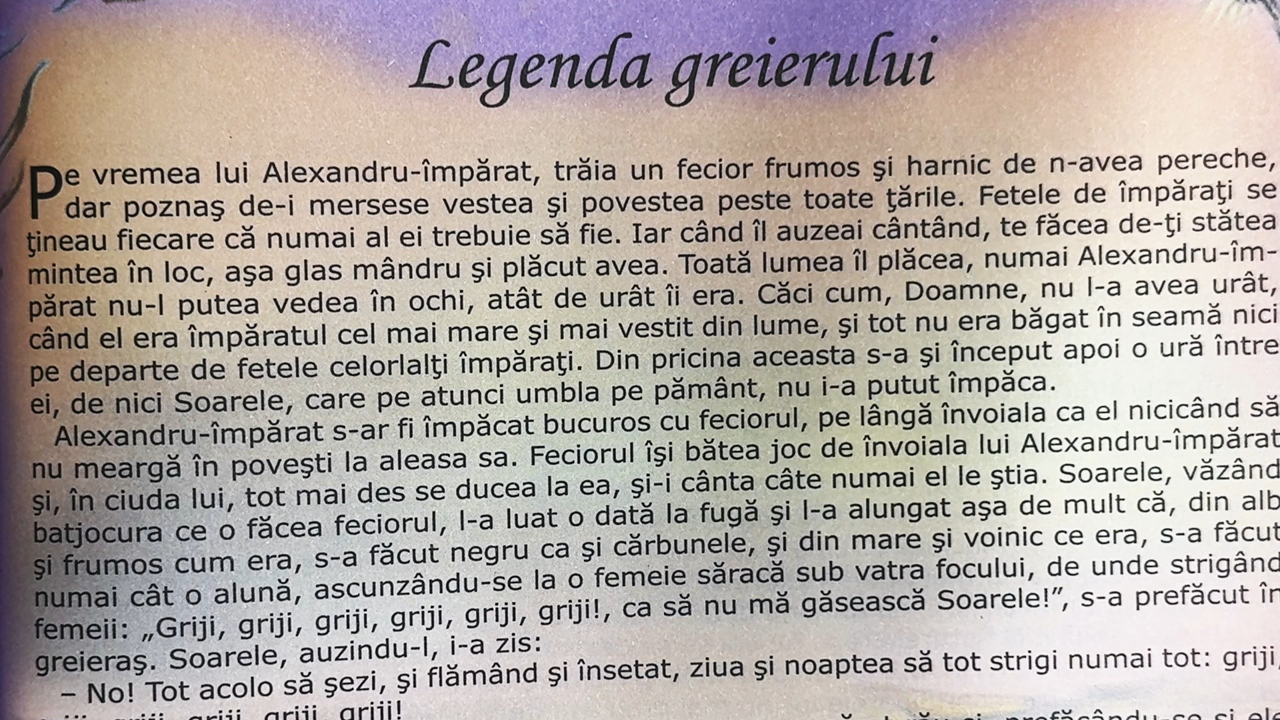 Legenda greierului
Pe vremea lui Alexandru-împărat, trăia un fecior frumos şi harnic de n-avea pereche,
dar poznaş de-i mersese vestea şi povestea peste toate ţările. Fetele de împăraţi se
ţineau fiecare că numai al ei trebuie să fie. Iar când îl auzeai cântând, te făcea de-ţi stătea
mintea în loc, aşa glas mândru şi plăcut avea. Toată lumea îl plăcea, numai Alexandru-îm-
părat nu-l putea vedea în ochi, atât de urât îi era. Căci cum, Doamne, nu l-a avea urât,
când el era împăratul cel mai mare şi mai vestit din lume, şi tot nu era băgat în seamă nici
pe departe de fetele celorlalţi împăraţi. Din pricina aceasta s-a şi început apoi o ură între
ei, de nici Soarele, care pe atunci umbla pe pământ, nu i-a putut împăca.
Alexandru-împărat s-ar fi împăcat bucuros cu feciorul, pe lângă învoiala ca el nicicând să
nu meargă în poveşti la aleasa sa. Feciorul îşi bătea joc de învoiala lui Alexandru-împărat
şi, în ciuda lui, tot mai des se ducea la ea, şi-i cânta câte numai el le ştia. Soarele, văzând
batjocura ce o făcea feciorul, l-a luat o dată la fugă şi l-a alungat aşa de mult că, din alb
şi frumos cum era, s-a făcut negru ca şi cărbunele, şi din mare şi voinic ce era, s-a făcut
numai cât o alună, ascunzându-se la o femeie săracă sub vatra focului, de unde strigând
femeii: „Griji, griji, griji, griji, griji!, ca să nu mă găsească Soarele!”, s-a prefăcut în
greieraş. Soarele, auzindu-l, i-a zis:
– No! Tot acolo să şezi, şi flămând şi însetat, ziua şi noaptea să tot strigi numai tot: griji,
griji, griji, griji, griji!
prefăcându-se şi ele